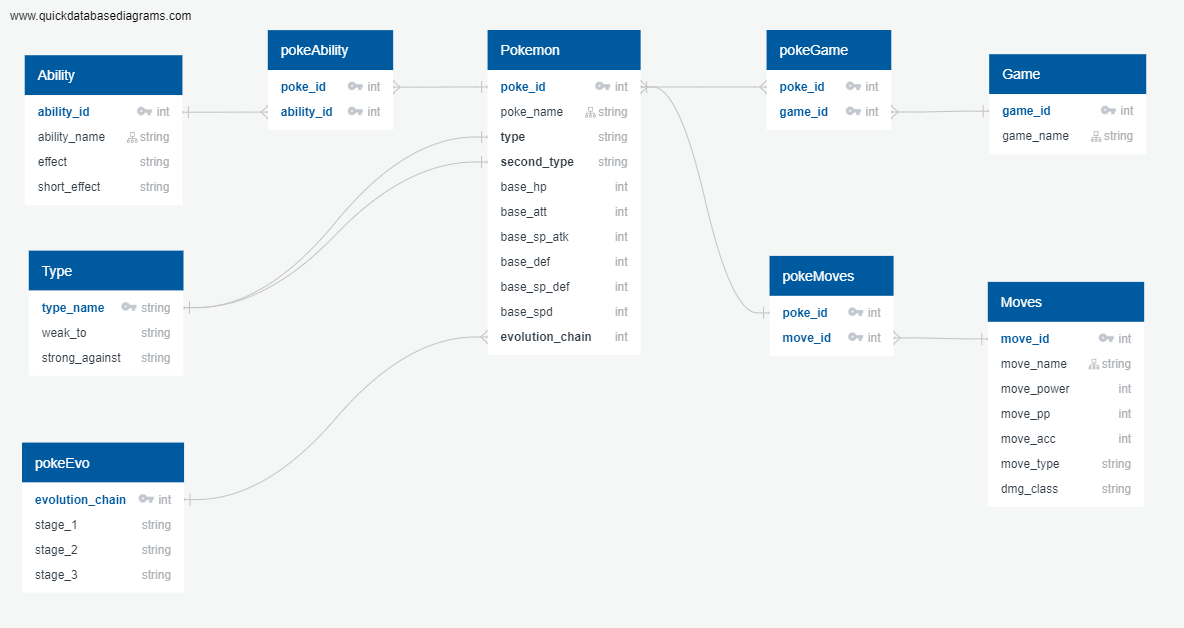 www.quickdatabasediagrams.com
Ability
ability_id int
ability_name string
effect string
short_effect string
pokeAbility
poke_id int
ability_id int
Pokemon
poke_id int
poke_name string
type string
second_type string
base_hp int
base_att int
base_sp_atk int
base_def int
base_sp_def int
base_spd int
evolution_chain int
pokeGame
poke_id int
game_id int
Game
game_id int
game_name string
Type
type_name string
weak_to string
strong_against string
pokeMoves
poke_id int
move_id int
Moves
move_id int
move_name string
move_power int
move_pp int
move_acc int
move_type string
dmg_class string
pokeEvo
evolution_chain int
stage_1 string
stage_2 string
stage_3 string